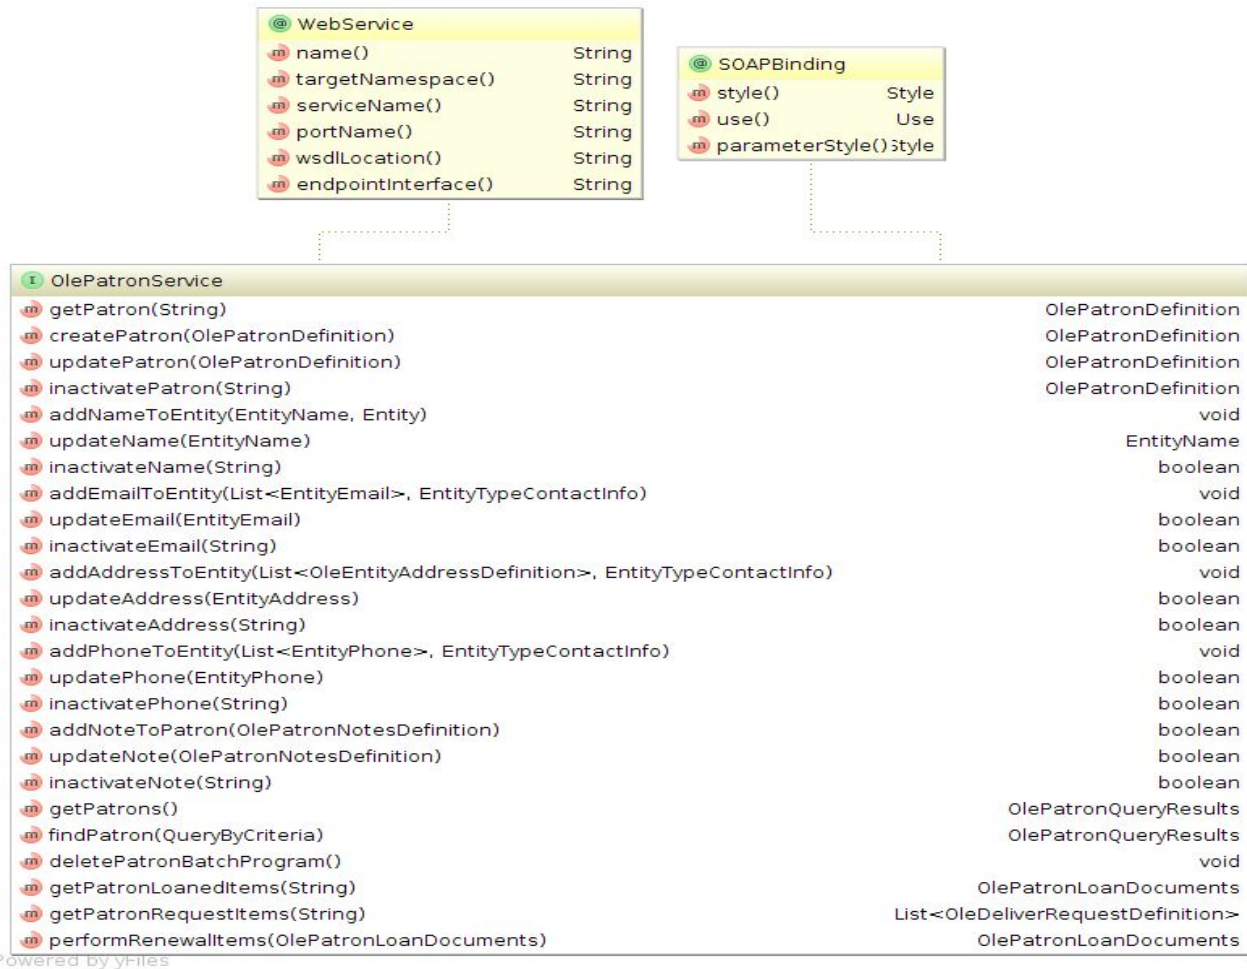 @ WebService
m name() String
m targetNamespace() String
m serviceName() String
m portName() String
m wsdlLocation() String
m endpointInterface() String
@ SOAPBinding
m style() Style
m use() Use
m parameterStyle() Style
I OlePatronService
m getPatron(String) OlePatronDefinition
m createPatron(OlePatronDefinition) OlePatronDefinition
m updatePatron(OlePatronDefinition) OlePatronDefinition
m inactivatePatron(String) OlePatronDefinition
m addNameToEntity(EntityName, Entity) void
m updateName(EntityName) EntityName
m inactivateName(String) boolean
m addEmailToEntity(List<EntityEmail>, EntityTypeContactInfo) void
m updateEmail(EntityEmail) boolean
m inactivateEmail(String) boolean
m addAddressToEntity(List<OleEntityAddressDefinition>, EntityTypeContactInfo) void
m updateAddress(EntityAddress) boolean
m inactivateAddress(String) boolean
m addPhoneToEntity(List<EntityPhone>, EntityTypeContactInfo) void
m updatePhone(EntityPhone) boolean
m inactivatePhone(String) boolean
m addNoteToPatron(OlePatronNotesDefinition) boolean
m updateNote(OlePatronNotesDefinition) boolean
m inactivateNote(String) boolean
m getPatrons() OlePatronQueryResults
m findPatron(QueryByCriteria) OlePatronQueryResults
m deletePatronBatchProgram() void
m getPatronLoanedItems(String) OlePatronLoanDocuments
m getPatronRequestItems(String) List<OleDeliverRequestDefinition>
m performRenewalItems(OlePatronLoanDocuments) OlePatronLoanDocuments
Powered by yFiles